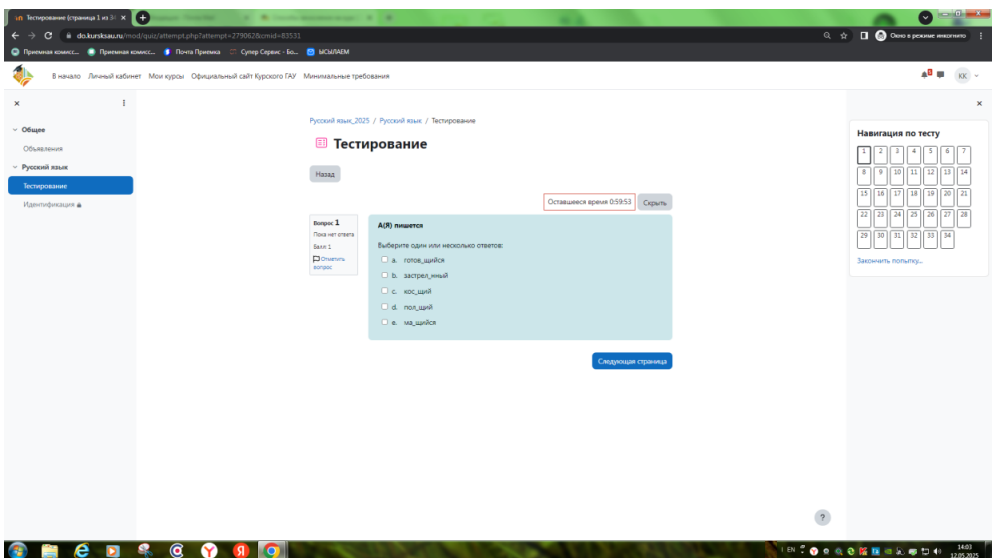 Тестирование (страница 1 из 3
do.kursksau.ru/mod/quiz/attempt.php?attempt=279062&cmid=83531
Окно в режиме инкогнито
Приемная комисс... Приемная комисс... Почта Приемка Супер Сервис - Бо... ЫСЫЛАЕМ
В начало Личный кабинет Мои курсы Официальный сайт Курского ГАУ Минимальные требования
КК
Общее
Объявления
Русский язык
Тестирование
Идентификация
Русский язык_2025 / Русский язык / Тестирование
Тестирование
Назад
Оставшееся время 0:59:53 Скрыть
Вопрос 1
Пока нет ответа
Балл: 1
Отметить
вопрос
А(Я) пишется
Выберите один или несколько ответов:
a. готов_щийся
b. застрел_нный
c. кос_щий
d. пол_щий
e. ма_щийся
Следующая страница
Навигация по тесту
1 2 3 4 5 6 7
8 9 10 11 12 13 14
15 16 17 18 19 20 21
22 23 24 25 26 27 28
29 30 31 32 33 34
Закончить попытку...
?
EN
14:03
12.05.2025